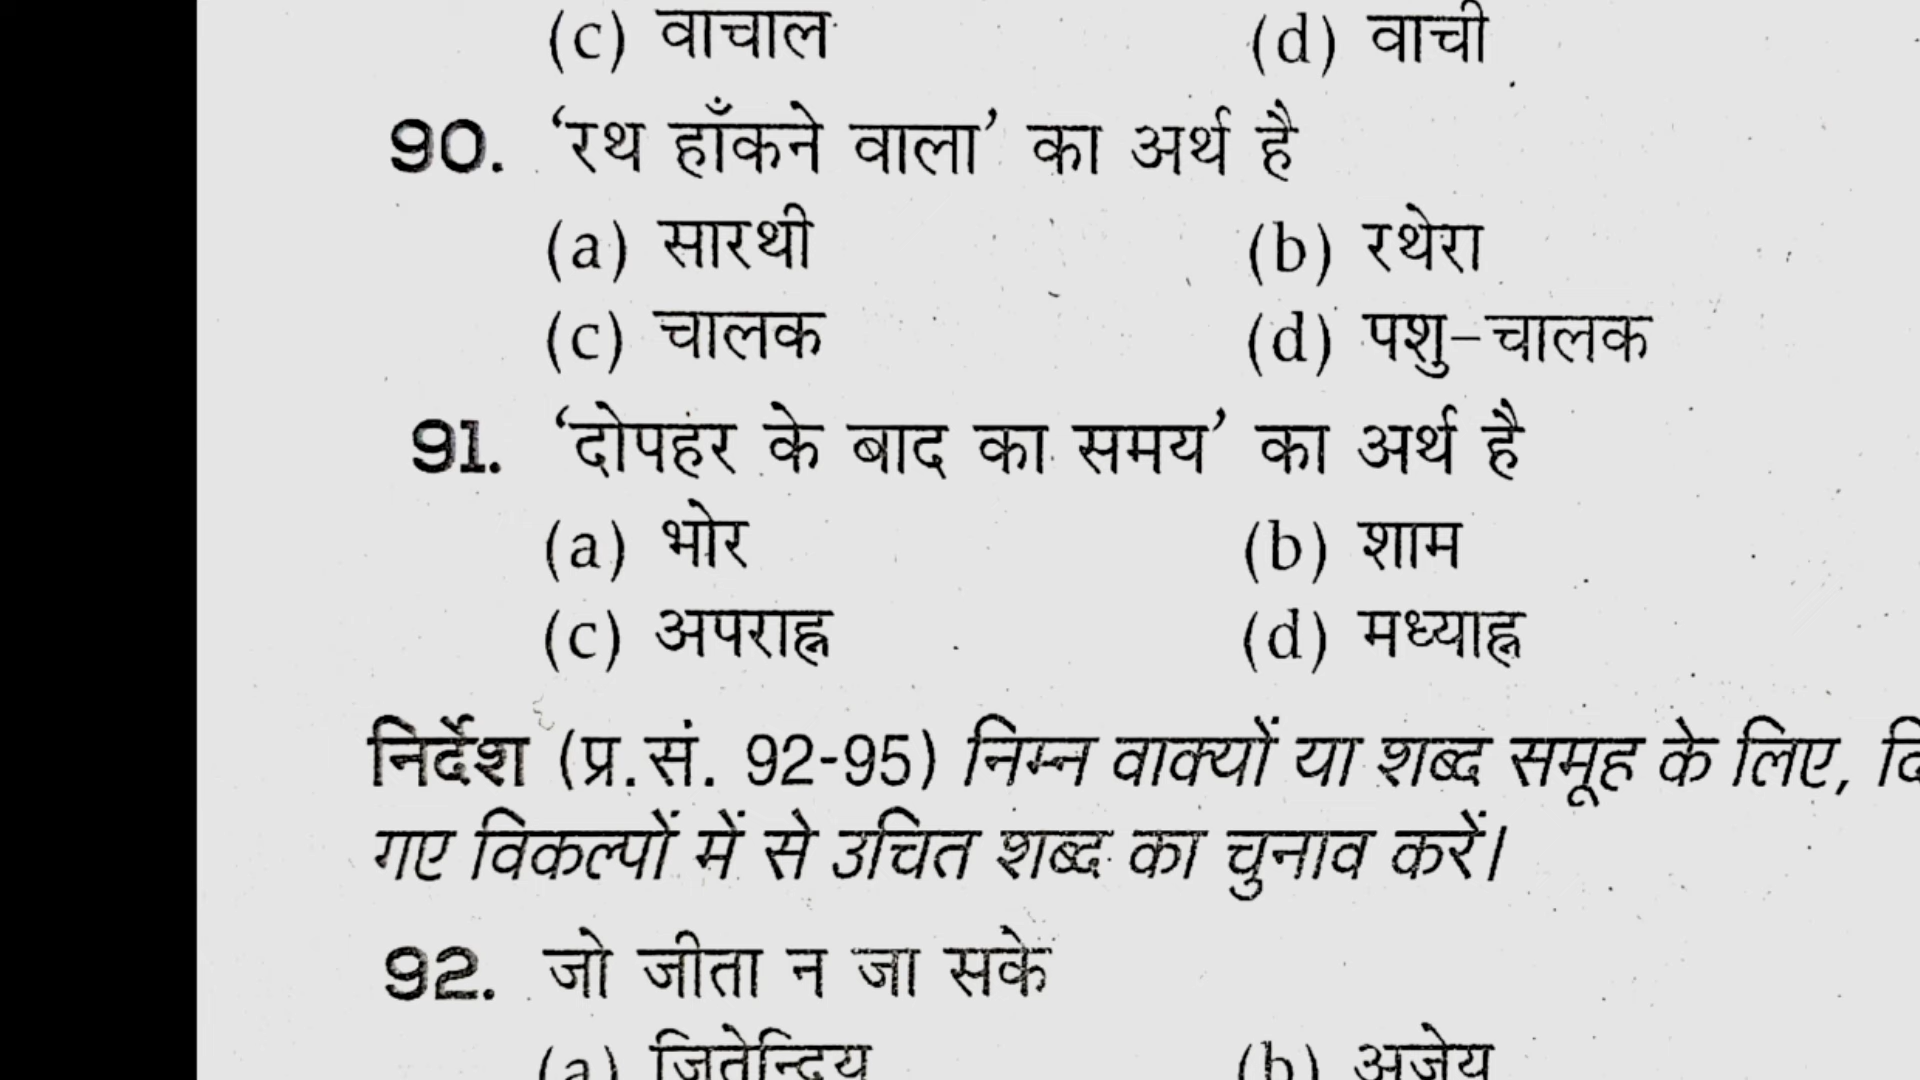 (c) वाचाल (d) वाची
90. ‘रथ हाँकने वाला’ का अर्थ है
(a) सारथी (b) रथेरा
(c) चालक (d) पशु-चालक
91. ‘दोपहर के बाद का समय’ का अर्थ है
(a) भोर (b) शाम
(c) अपराह्न (d) मध्याह्न
निर्देश (प्र.सं. 92-95) निम्न वाक्यों या शब्द समूह के लिए,
गए विकल्पों में से उचित शब्द का चुनाव करें।
92. जो जीता न जा सके
(a) जितेन्द्रिय (b) अजेय